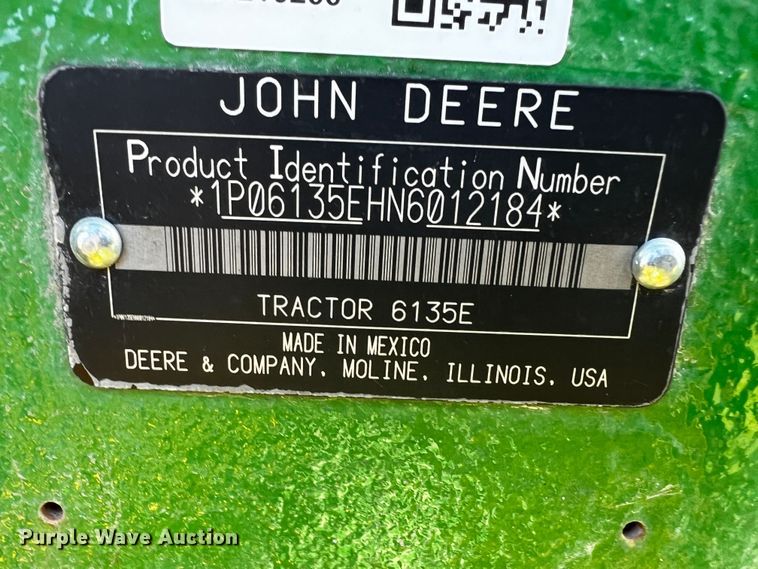 JOHN DEERE
Product Identification Number
*1P06135EHN6012184*
TRACTOR 6135E
MADE IN MEXICO
DEERE & COMPANY, MOLINE, ILLINOIS, USA
Purple Wave Auction